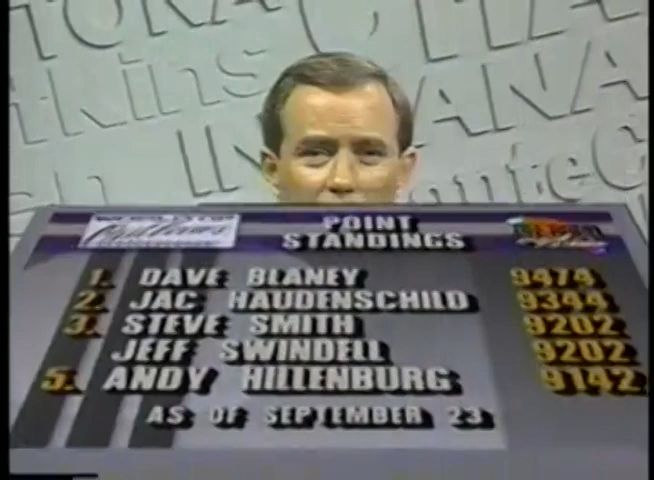 INDIANA
POINT
STANDINGS
1. DAVE BLANEY 9474
2. JAC HAUDENSCHILD 9344
3. STEVE SMITH 9202
JEFF SWINDELL 9202
5. ANDY HILLENBURG 9142
AS OF SEPTEMBER 23